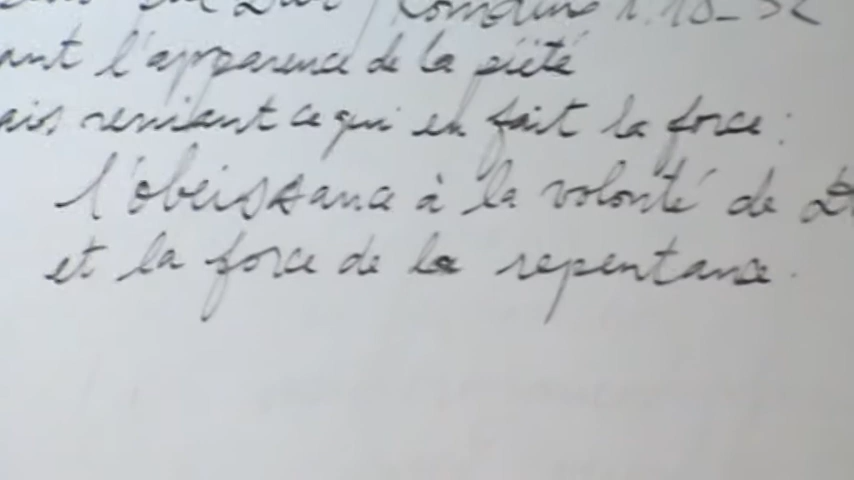 Romains 1.18-32
ant l'apparence de la piété
ais reniant ce qui en fait la force :
l'obéissance à la volonté de D
et la force de la repentance.